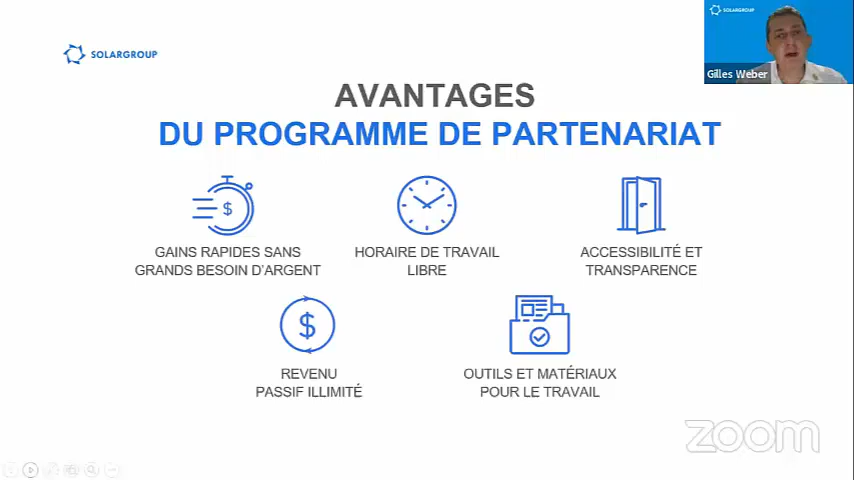 SOLARGROUP
SOLARGROUP
Gilles Weber
AVANTAGES
DU PROGRAMME DE PARTENARIAT
$
GAINS RAPIDES SANS
GRANDS BESOIN D'ARGENT
HORAIRE DE TRAVAIL
LIBRE
ACCESSIBILITÉ ET
TRANSPARENCE
$
REVENU
PASSIF ILLIMITÉ
OUTILS ET MATÉRIAUX
POUR LE TRAVAIL
zoom